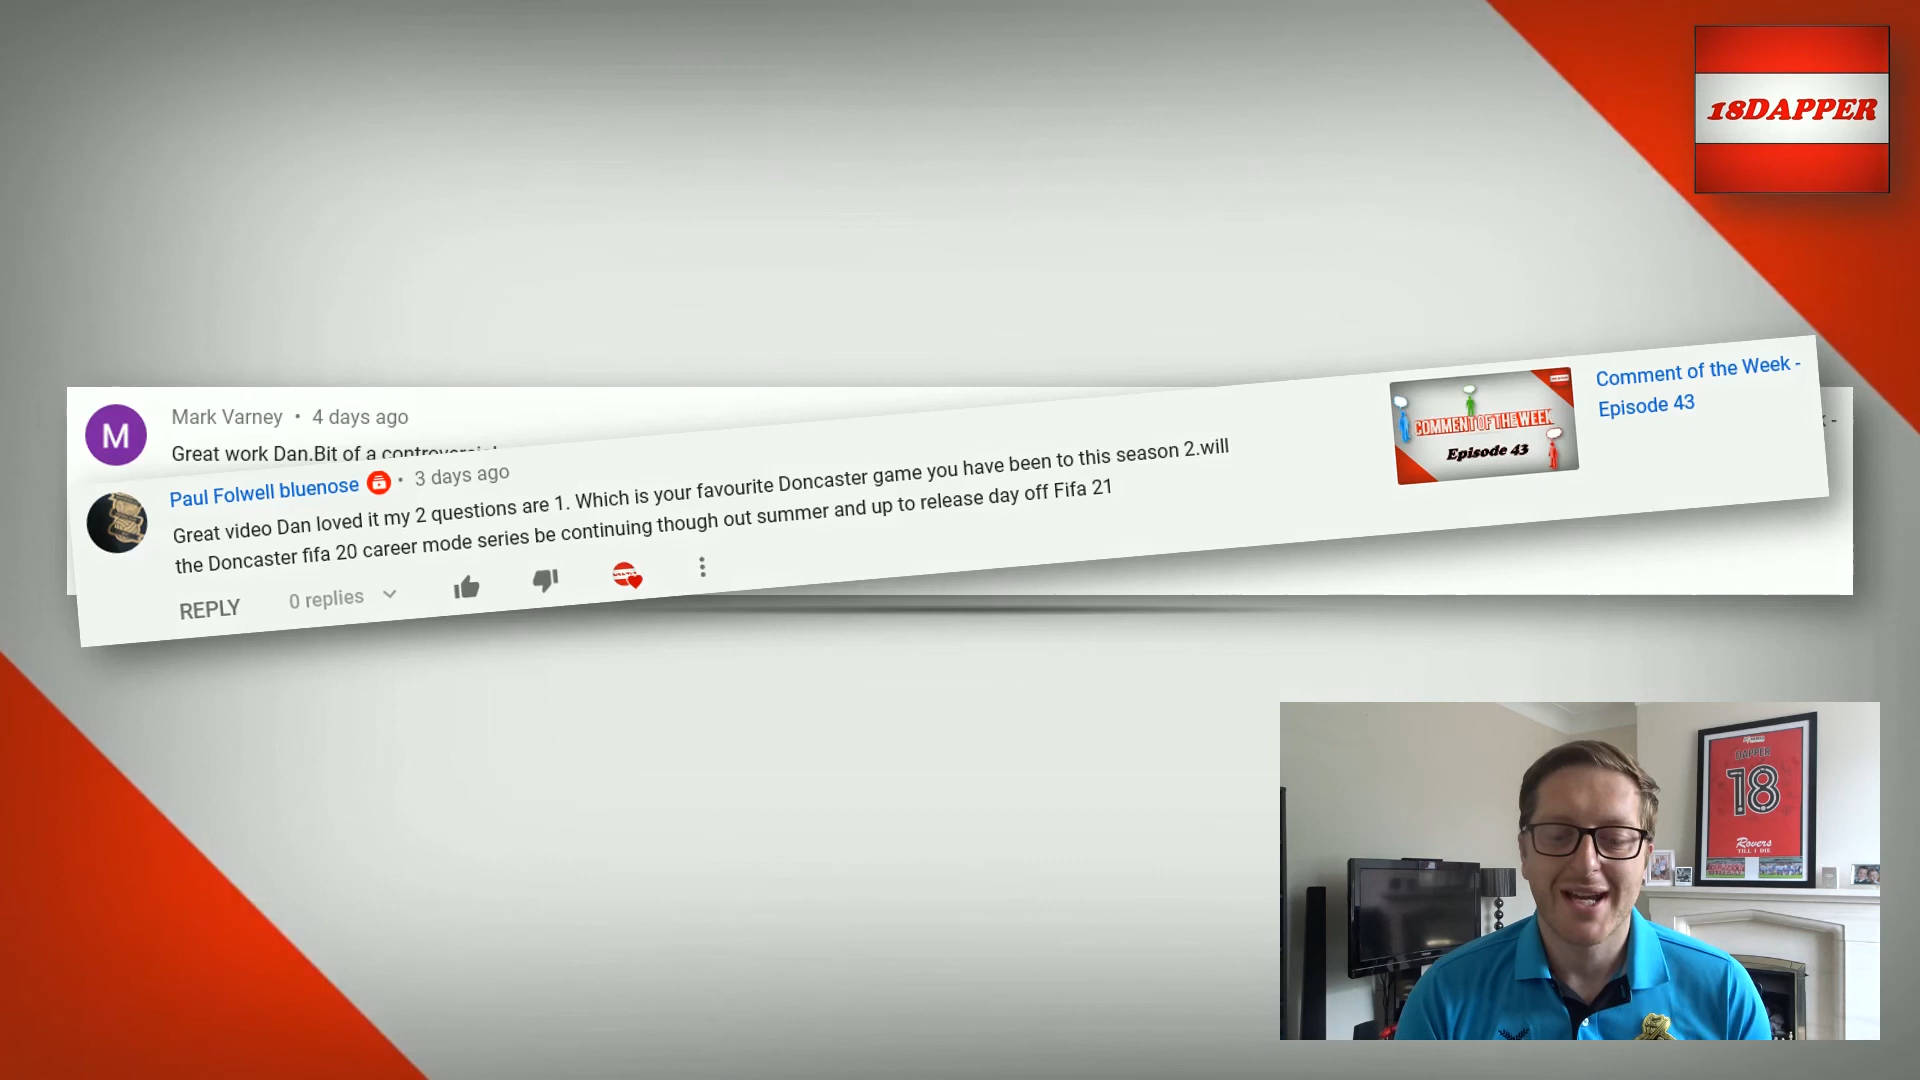 18DAPPER
Mark Varney • 4 days ago
Great work Dan.Bit of a
Paul Folwell bluenose • 3 days ago
Great video Dan loved it my 2 questions are 1. Which is your favourite Doncaster game you have been to this season 2.will
the Doncaster fifa 20 career mode series be continuing though out summer and up to release day off Fifa 21
REPLY 0 replies
COMMENT OF THE WEEK
Episode 43
Comment of the Week -
Episode 43
M
DAPPER
18
Rovers
TILL I DIE